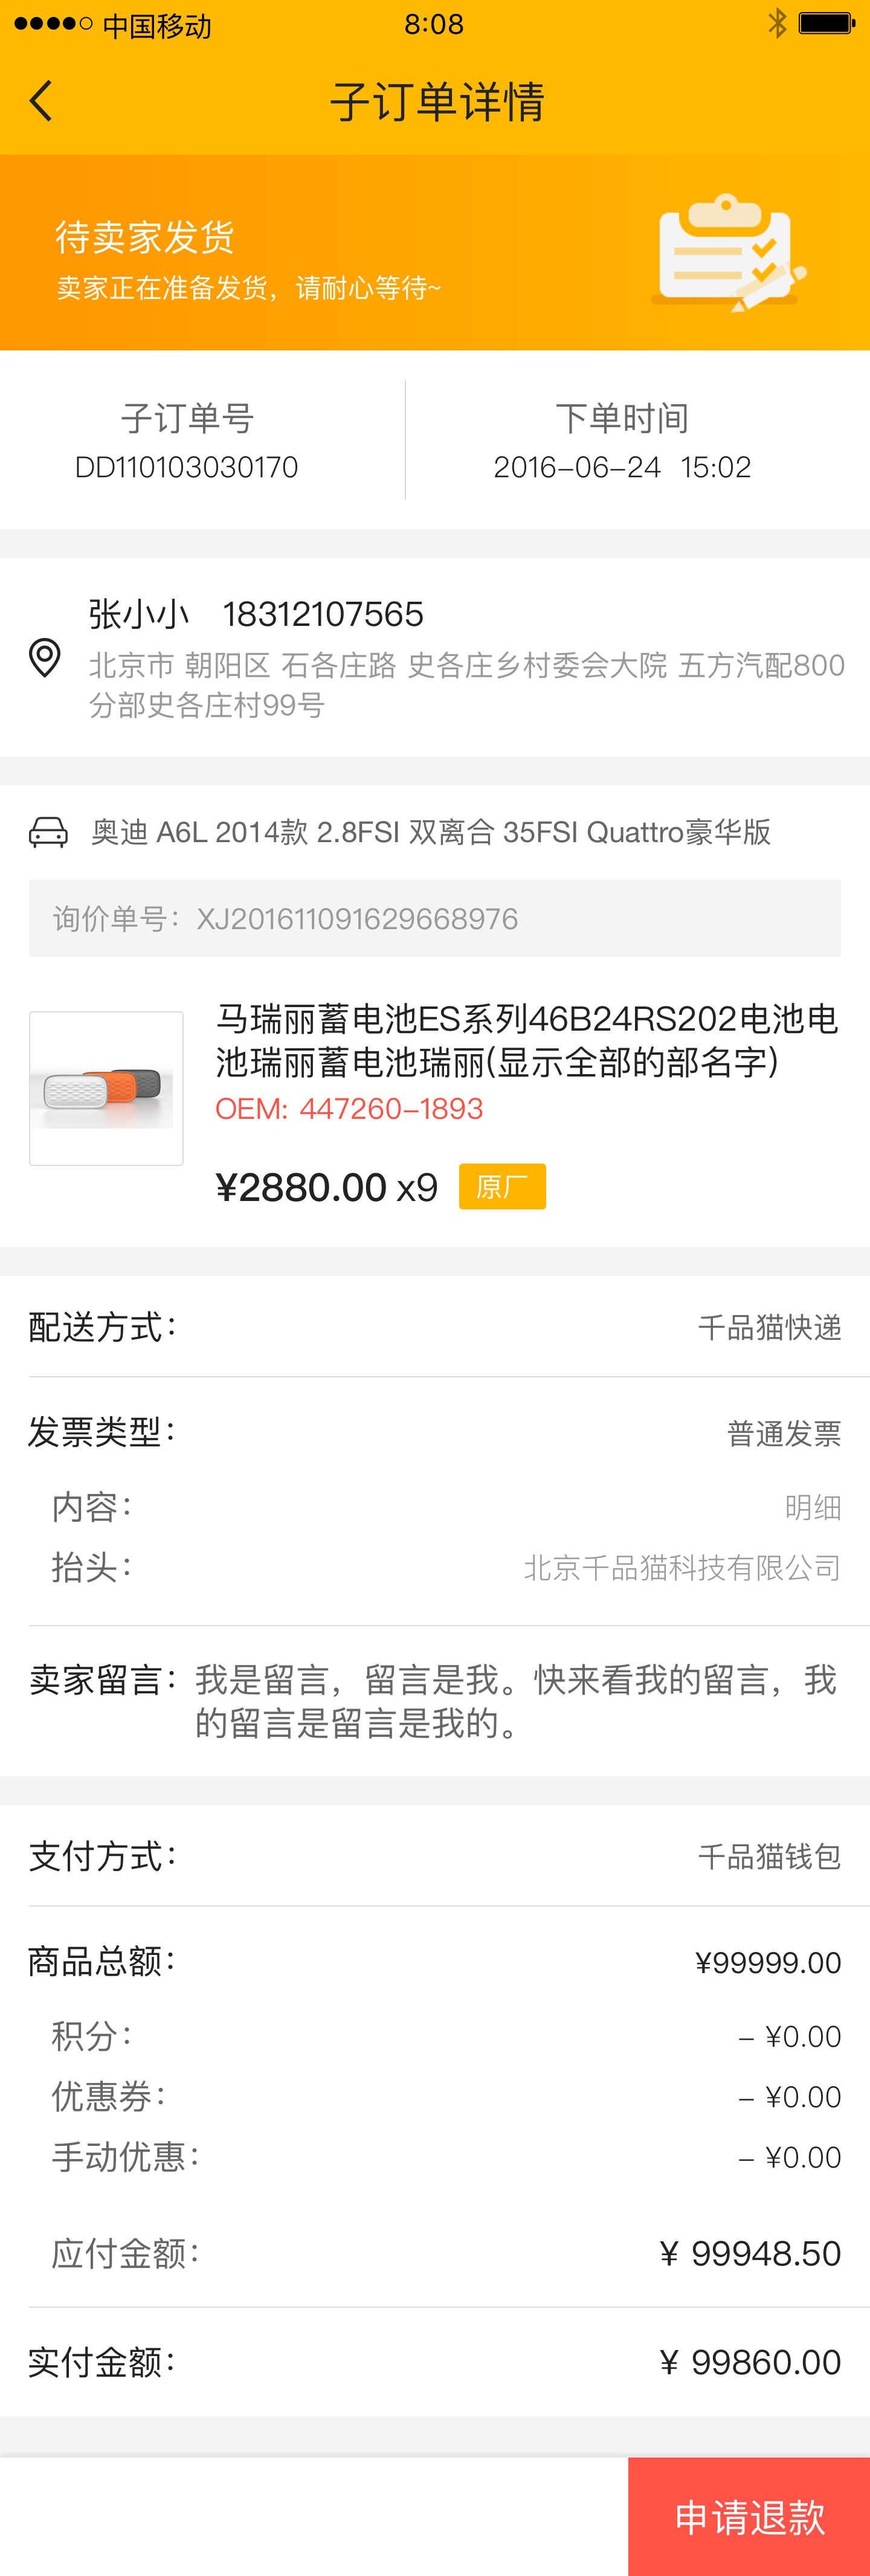 中国移动 8:08
子订单详情
待卖家发货
卖家正在准备发货，请耐心等待~
子订单号 下单时间
DD110103030170 2016-06-24 15:02
张小小 18312107565
北京市 朝阳区 石各庄路 史各庄乡村委会大院 五方汽配800
分部史各庄村99号
奥迪 A6L 2014款 2.8FSI 双离合 35FSI Quattro豪华版
询价单号：XJ201611091629668976
马瑞丽蓄电池ES系列46B24RS202电池电
池瑞丽蓄电池瑞丽(显示全部的部名字)
OEM: 447260-1893
¥2880.00 x9 原厂
配送方式： 千品猫快递
发票类型： 普通发票
内容： 明细
抬头： 北京千品猫科技有限公司
卖家留言：我是留言，留言是我。快来看我的留言，我
的留言是留言是我的。
支付方式： 千品猫钱包
商品总额： ¥99999.00
积分： - ¥0.00
优惠券： - ¥0.00
手动优惠： - ¥0.00
应付金额： ¥ 99948.50
实付金额： ¥ 99860.00
申请退款